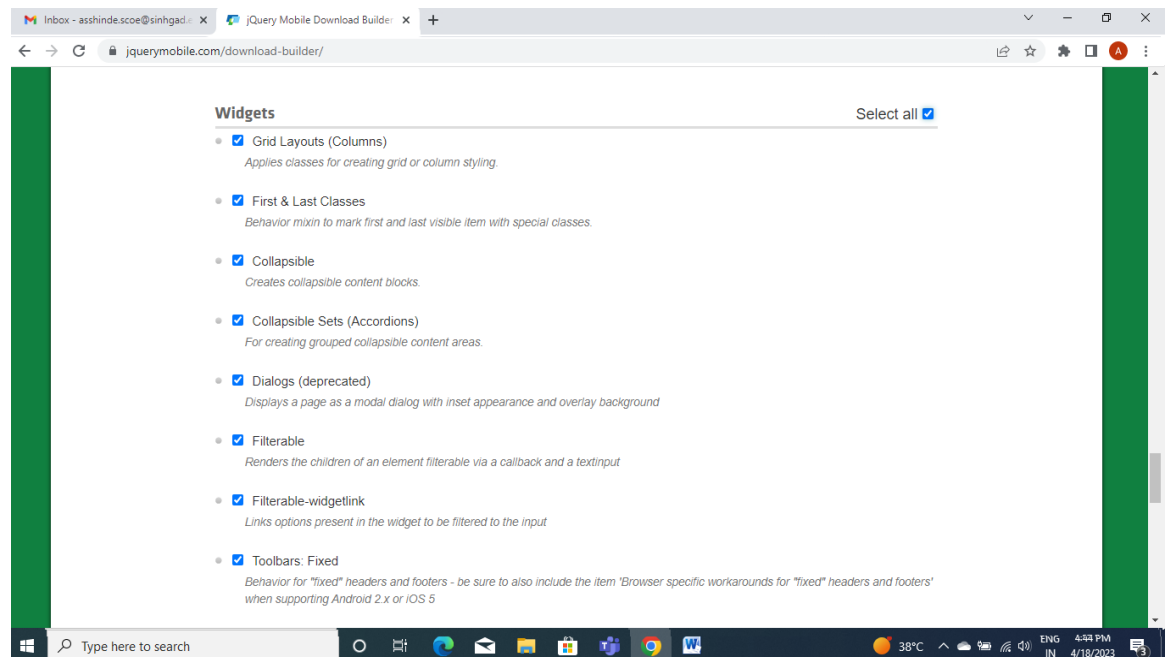 Inbox - asshinde.scoe@sinhgad.e
jQuery Mobile Download Builder
jquerymobile.com/download-builder/
A
Widgets
Select all
Grid Layouts (Columns)
Applies classes for creating grid or column styling.
First & Last Classes
Behavior mixin to mark first and last visible item with special classes.
Collapsible
Creates collapsible content blocks.
Collapsible Sets (Accordions)
For creating grouped collapsible content areas.
Dialogs (deprecated)
Displays a page as a modal dialog with inset appearance and overlay background
Filterable
Renders the children of an element filterable via a callback and a textinput
Filterable-widgetlink
Links options present in the widget to be filtered to the input
Toolbars: Fixed
Behavior for "fixed" headers and footers - be sure to also include the item 'Browser specific workarounds for "fixed" headers and footers'
when supporting Android 2.x or iOS 5
Type here to search
38°C
ENG
IN
4:44 PM
4/18/2023
3